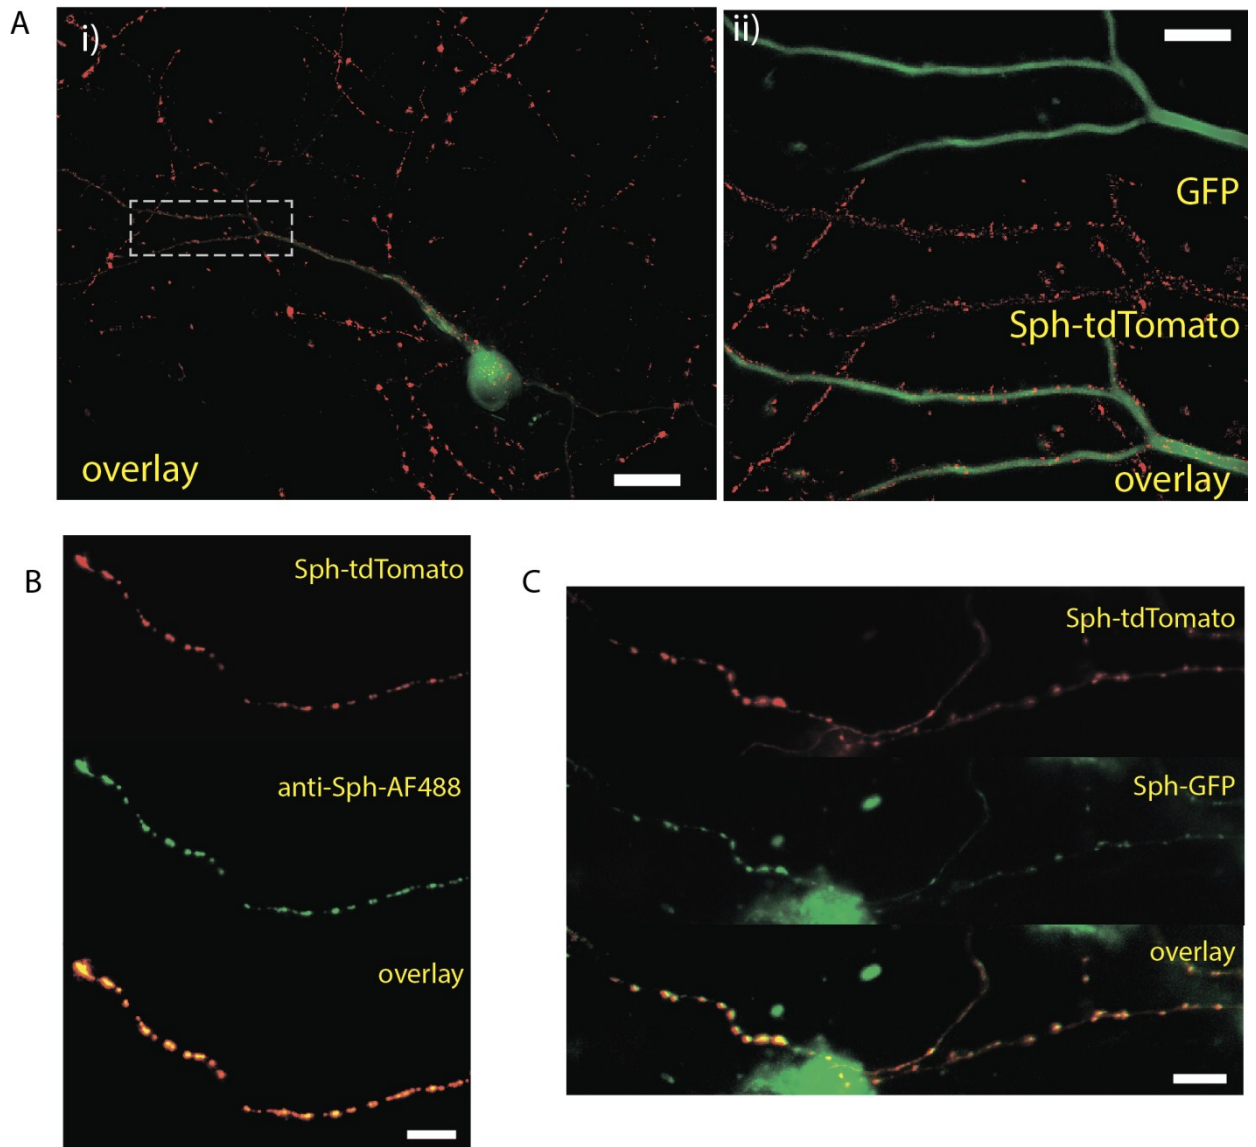 A
i)
overlay
ii)
GFP
Sph-tdTomato
overlay
B
Sph-tdTomato
anti-Sph-AF488
overlay
C
Sph-tdTomato
Sph-GFP
overlay